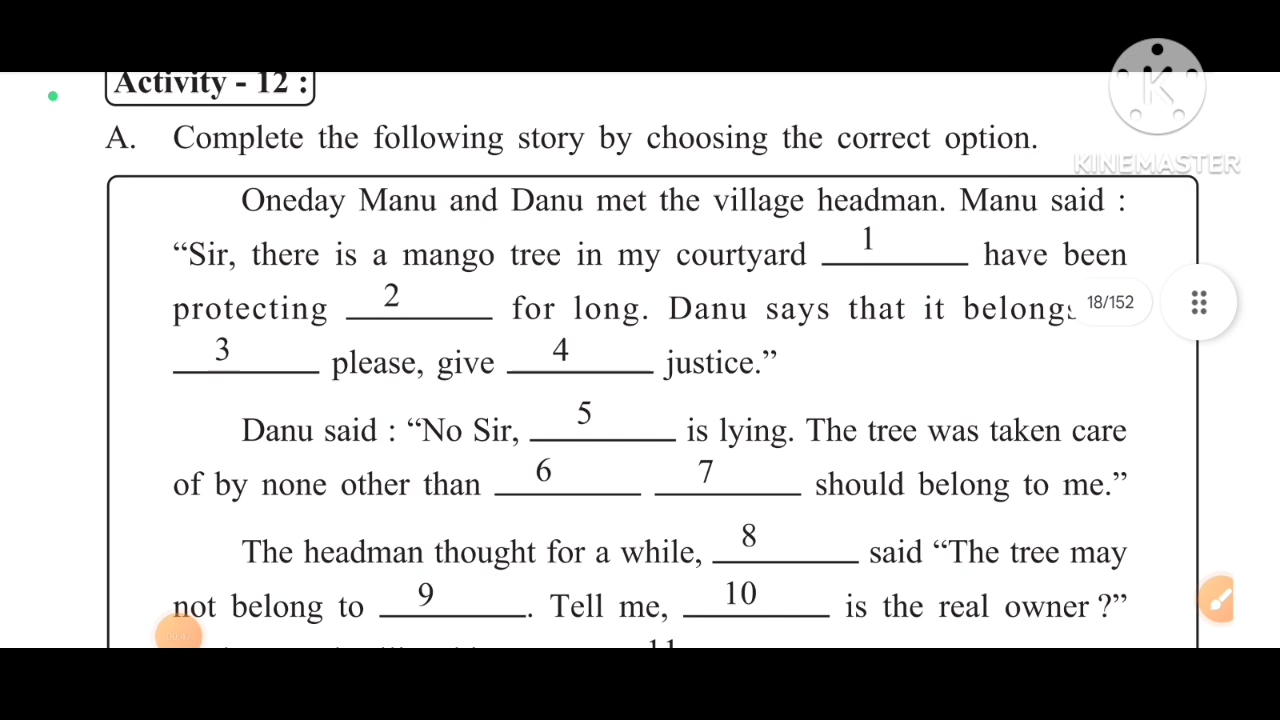 Activity - 12 :
A. Complete the following story by choosing the correct option.
KINEMASTER
Oneday Manu and Danu met the village headman. Manu said :
“Sir, there is a mango tree in my courtyard 1 have been
protecting 2 for long. Danu says that it belongs 18/152
3 please, give 4 justice.”
Danu said : “No Sir, 5 is lying. The tree was taken care
of by none other than 6 7 should belong to me.”
The headman thought for a while, 8 said “The tree may
not belong to 9. Tell me, 10 is the real owner ?”